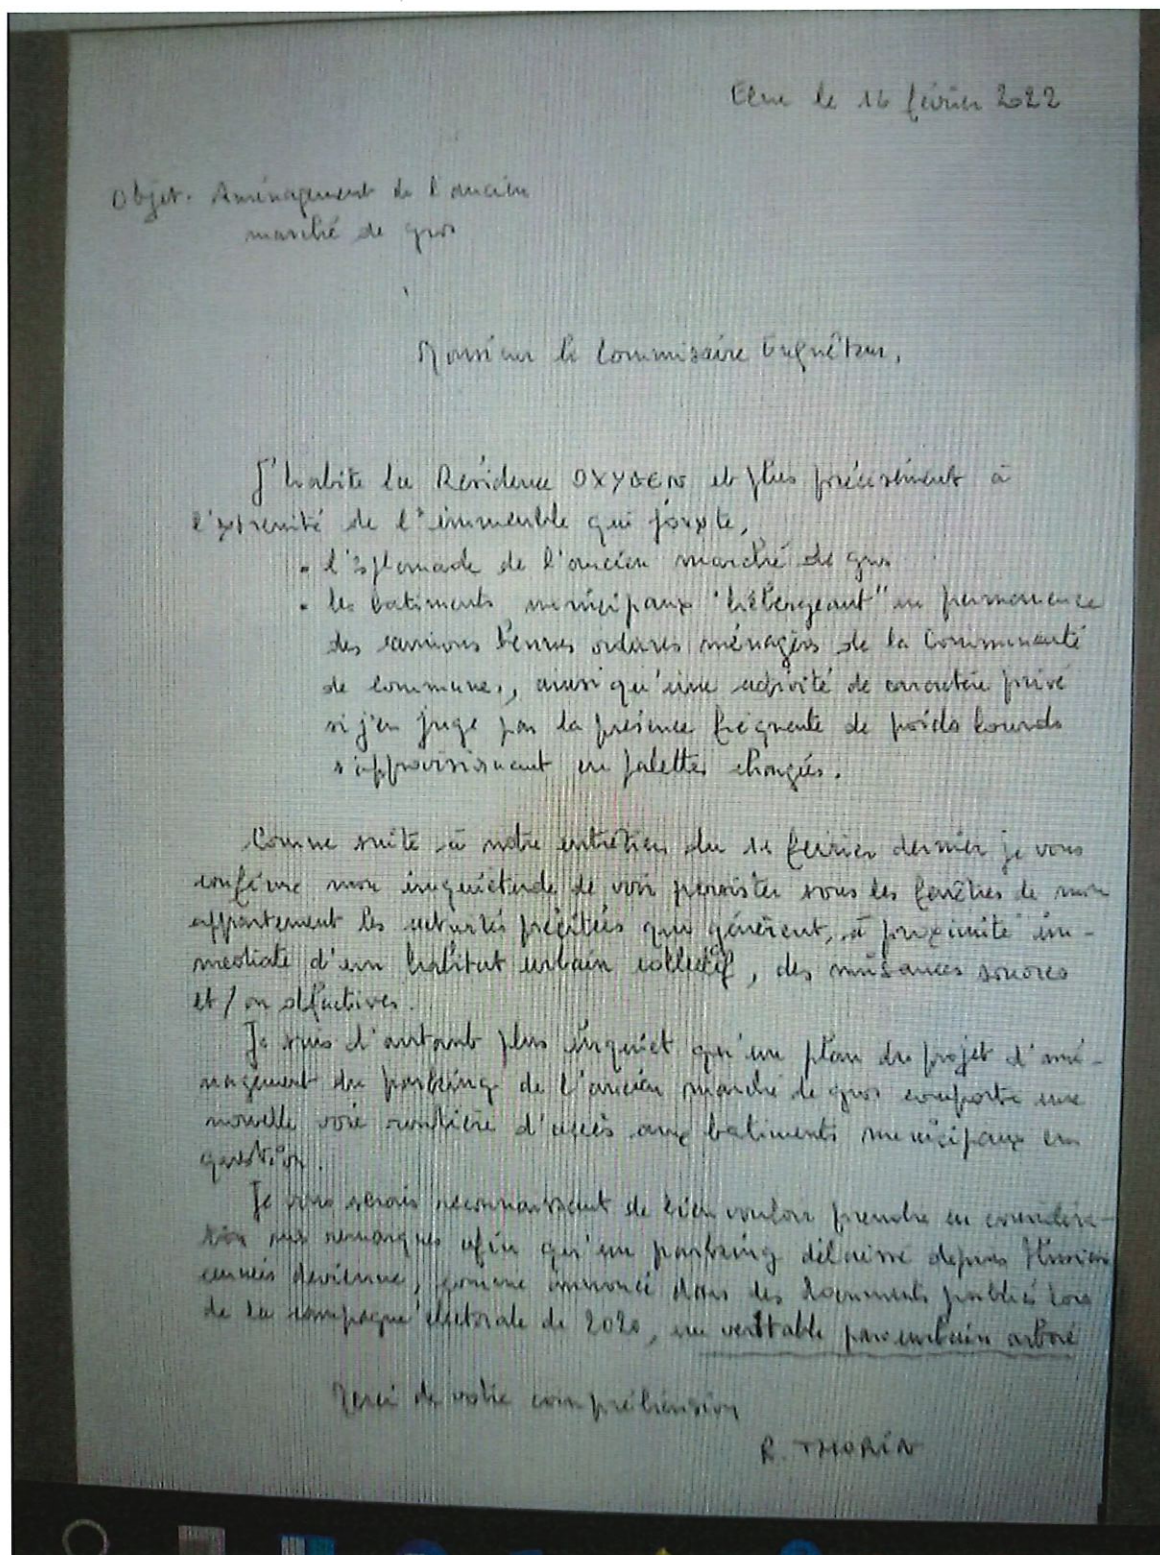 Elne le 16 février 2022
Objet. Aménagement de l'ancien
marché de gros
Monsieur le Commissaire Enquêteur,
J'habite la Résidence OXYGEN et plus précisément à
l'extremité de l'immeuble qui jouxte,
• l'Esplanade de l'ancien marché de gros
• les batiments municipaux "hébergeant" en permanence
des camions bennes ordures ménagères de la Communauté
de communes, ainsi qu'une activité de caractère privé
si j'en juge par la présence fréquente de poids lourds
s'approvisionnant en palettes chargées.
Comme suite à notre entretien du février dernier je vous
confirme mon inquiétude de voir persister sous les fenêtres de mon
appartement les activités précitées qui génèrent, à proximité im-
mediate d'un habitat urbain collectif, des nuisances sonores
et/ou olfactives.
Je suis d'autant plus inquiet qu'un plan du projet d'amé-
nagement du parking de l'ancien marché de gros comporte une
nouvelle voie routière d'accès aux batiments municipaux en
question.
Je vous serais reconnaissant de bien vouloir prendre en considéra-
tion mes remarques afin qu'un parking délaissé depuis plusieurs
années devienne, comme annoncé dans des documents publiés lors
de la campagne électorale de 2020, un veritable parc urbain arboré
Merci de votre compréhension
R. THORIN